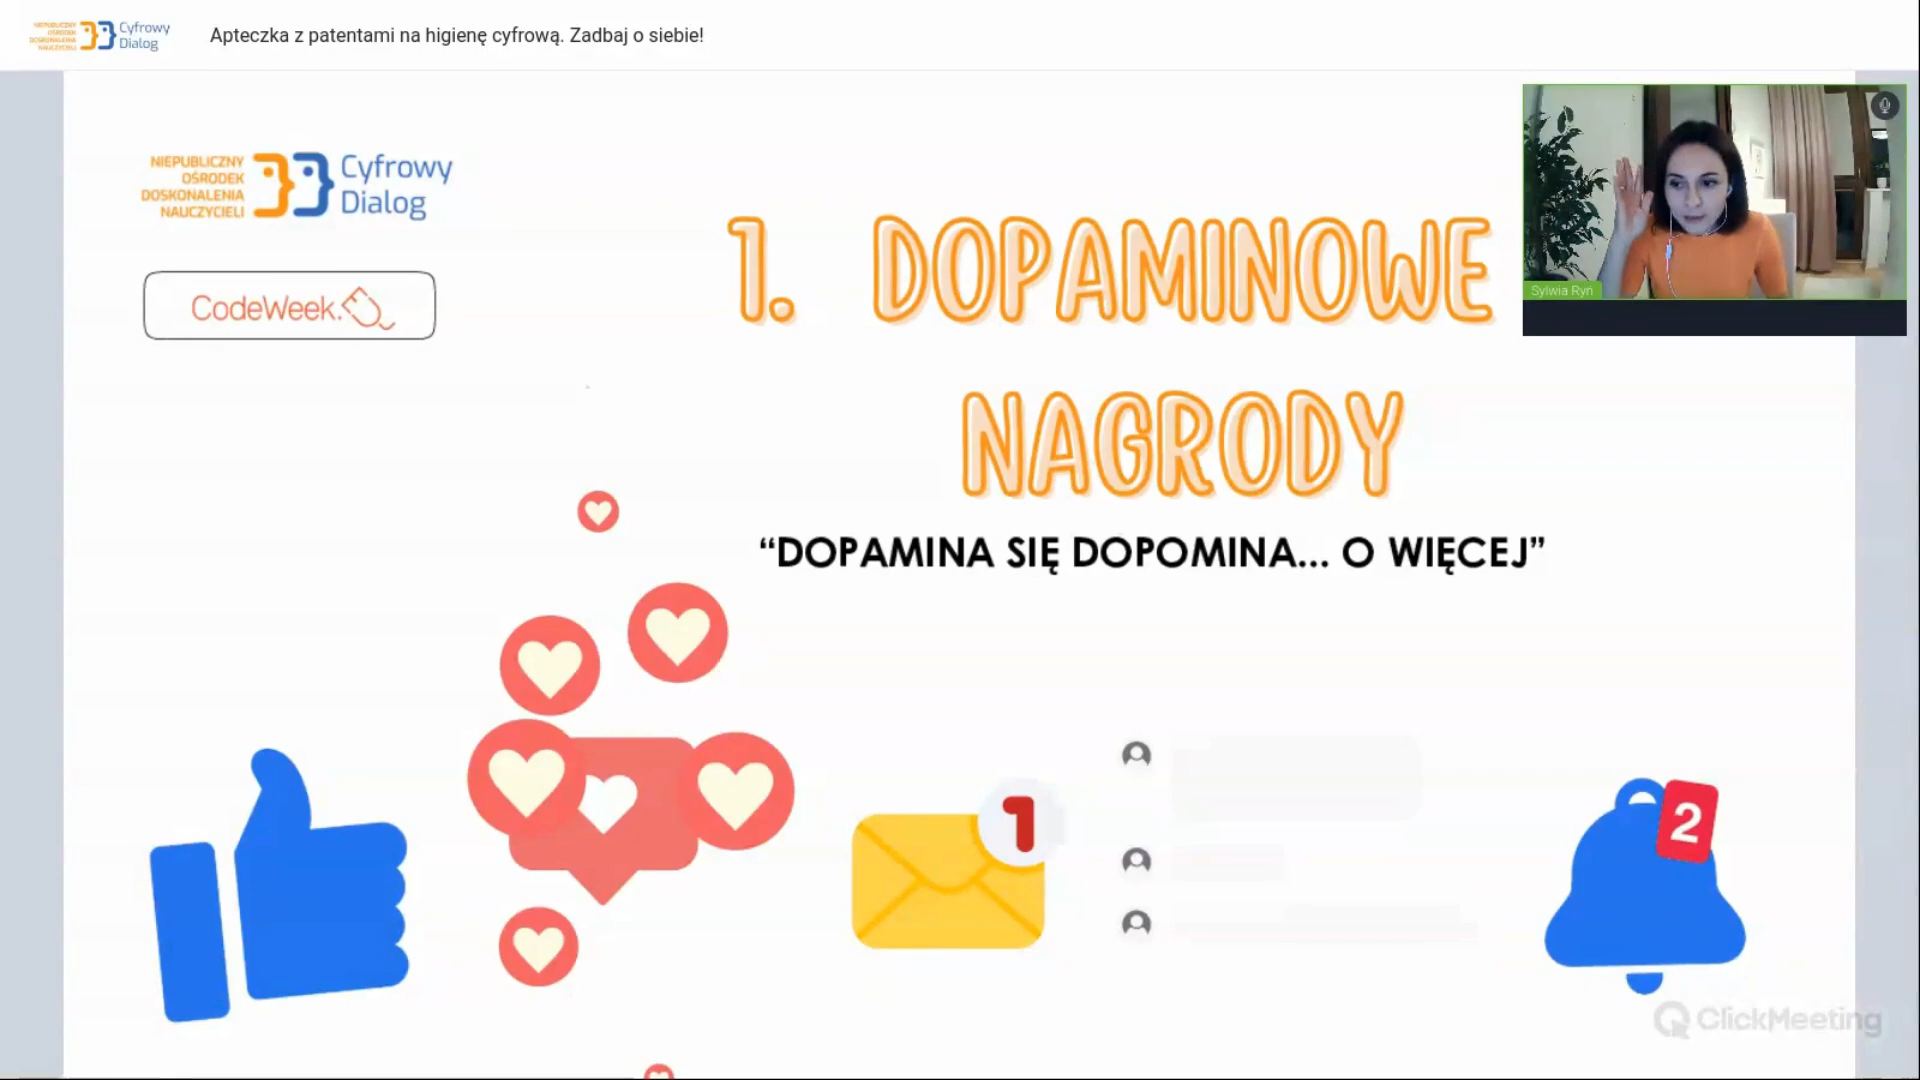 NIEPUBLICZNY
OŚRODEK
DOSKONALENIA
NAUCZYCIELI
Cyfrowy
Dialog
Apteczka z patentami na higienę cyfrową. Zadbaj o siebie!
NIEPUBLICZNY
OŚRODEK
DOSKONALENIA
NAUCZYCIELI
Cyfrowy
Dialog
CodeWeek.EU
1. DOPAMINOWE
NAGRODY
“DOPAMINA SIĘ DOPOMINA... O WIĘCEJ”
Sylwia Ryn
1
2
ClickMeeting